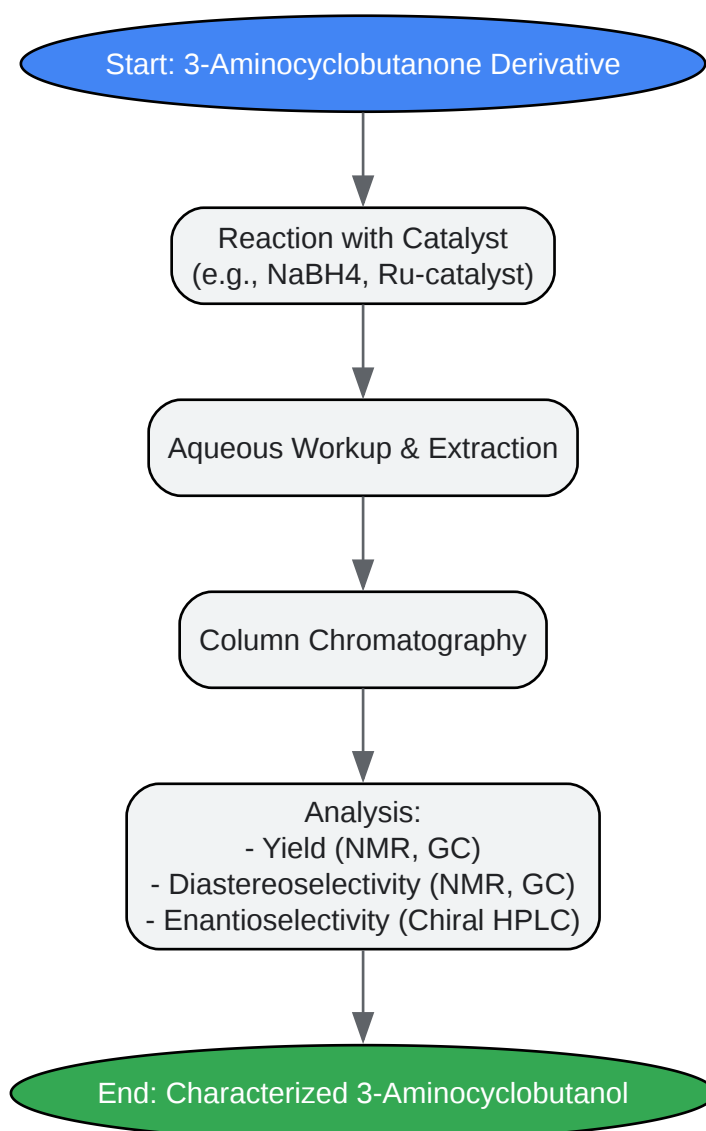 Start: 3-Aminocyclobutanone Derivative
Reaction with Catalyst
(e.g., NaBH4, Ru-catalyst)
Aqueous Workup & Extraction
Column Chromatography
Analysis:
- Yield (NMR, GC)
- Diastereoselectivity (NMR, GC)
- Enantioselectivity (Chiral HPLC)
End: Characterized 3-Aminocyclobutanol